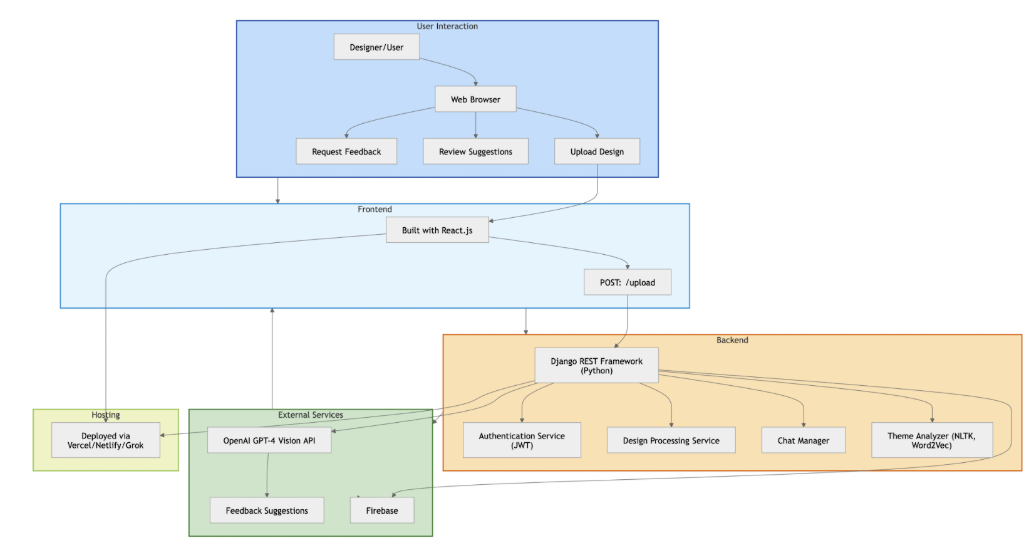 User Interaction
Designer/User
Web Browser
Request Feedback
Review Suggestions
Upload Design
Frontend
Built with React.js
POST: /upload
Backend
Django REST Framework
(Python)
Hosting
Deployed via
Vercel/Netlify/Grok
External Services
OpenAI GPT-4 Vision API
Authentication Service
(JWT)
Design Processing Service
Chat Manager
Theme Analyzer (NLTK,
Word2Vec)
Feedback Suggestions
Firebase